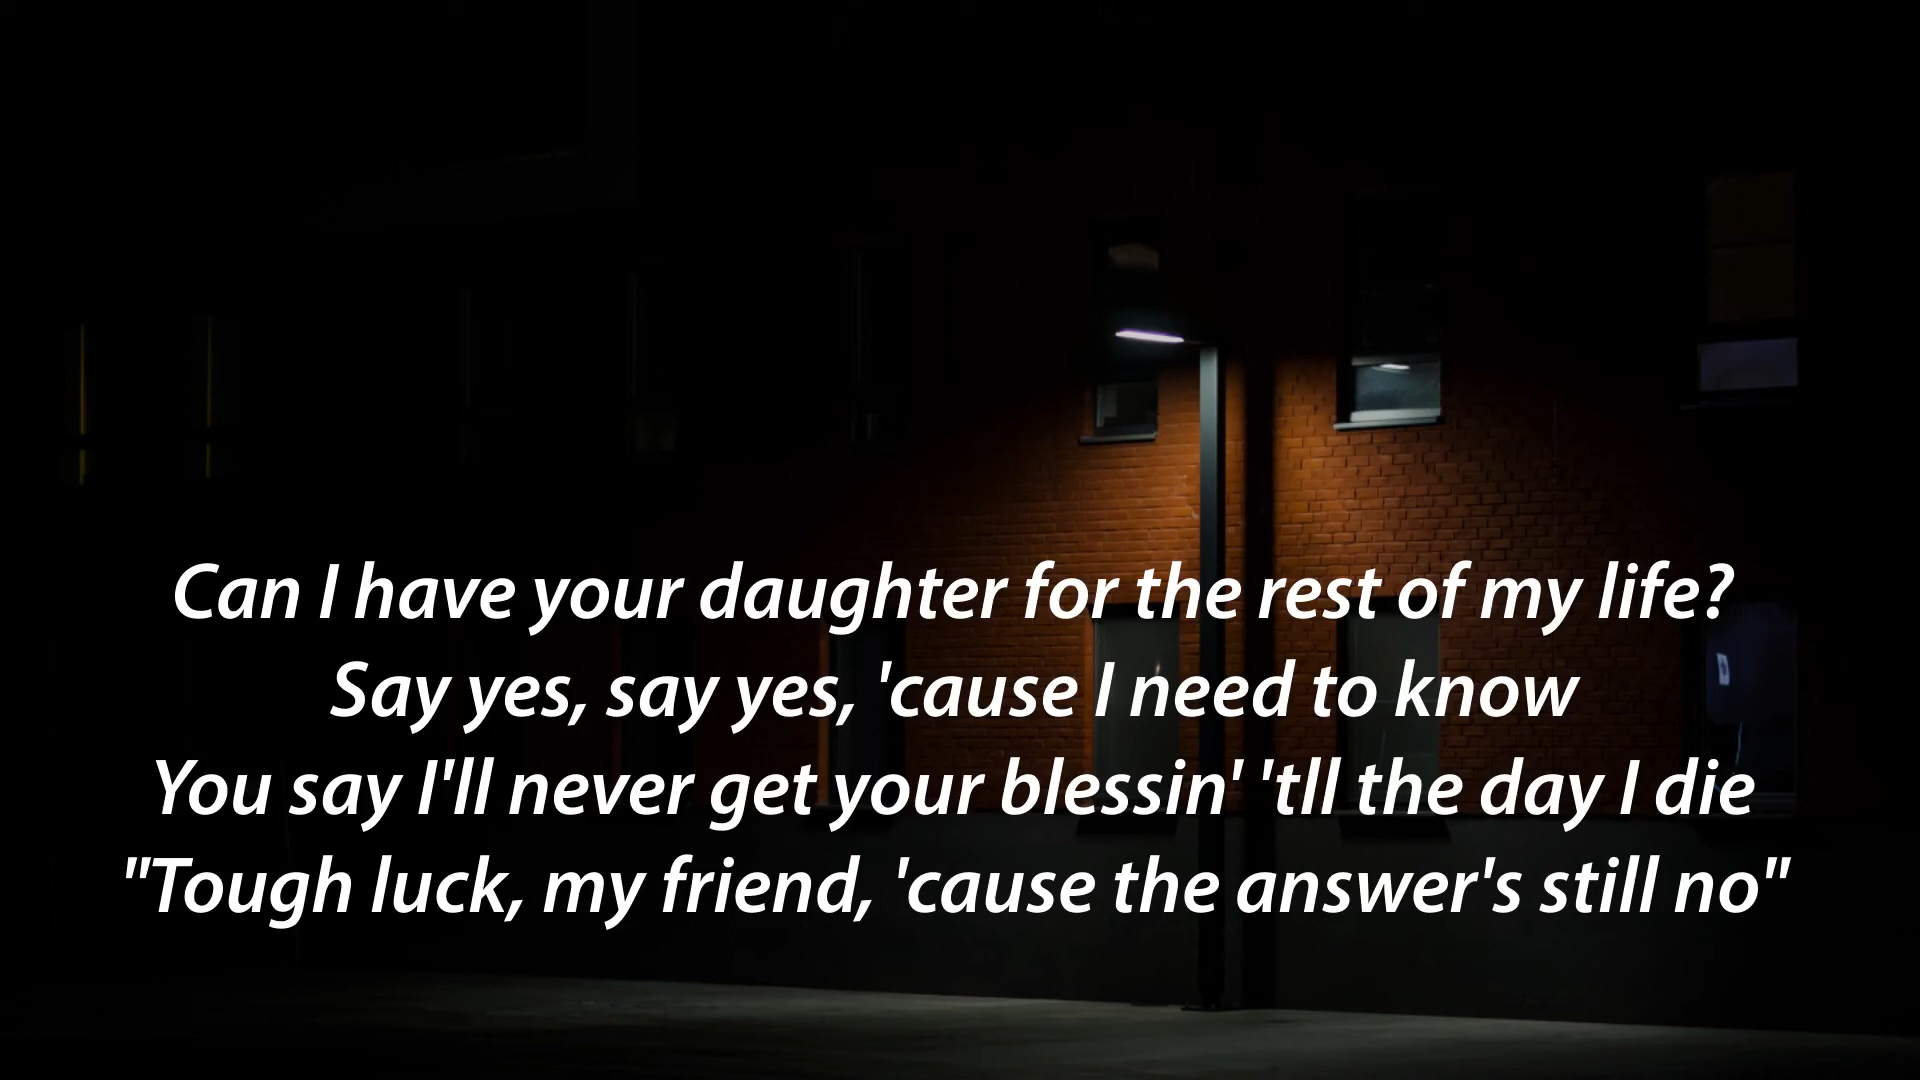 Can I have your daughter for the rest of my life?
Say yes, say yes, 'cause I need to know
You say I'll never get your blessin' 'tll the day I die
"Tough luck, my friend, 'cause the answer's still no"